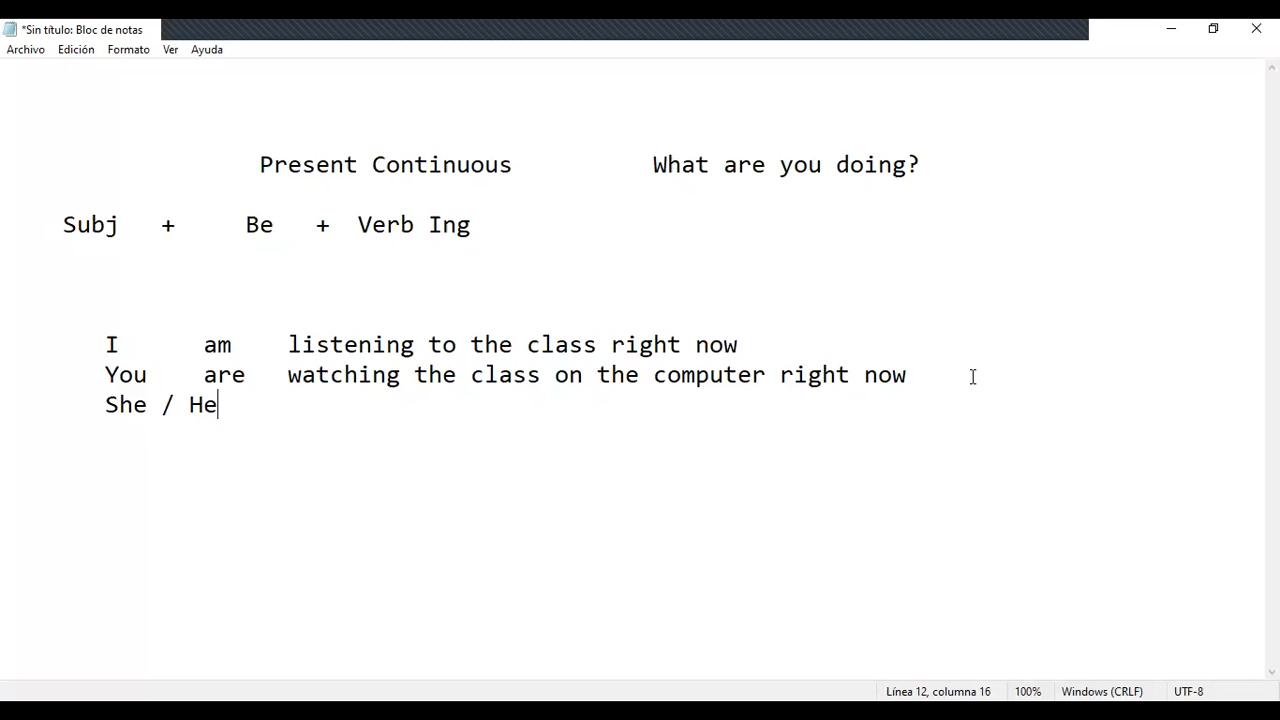 *Sin título: Bloc de notas
Archivo Edición Formato Ver Ayuda
Present Continuous What are you doing?
Subj + Be + Verb Ing
I am listening to the class right now
You are watching the class on the computer right now
She / He
Línea 12, columna 16 100% Windows (CRLF) UTF-8